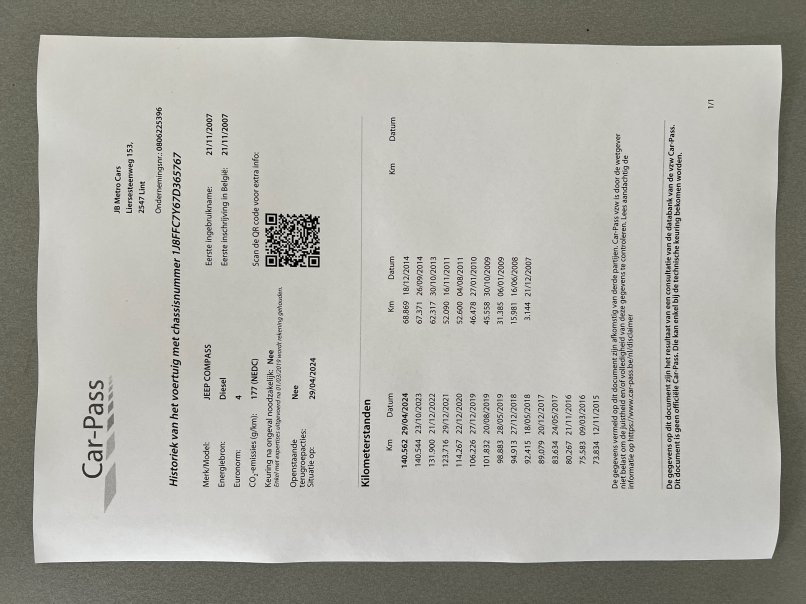 Car-Pass
JB Metro Cars
Liersesteenweg 153,
2547 Lint
Ondernemingsnr.: 0806225396
Historiek van het voertuig met chassisnummer 1J8FFC7Y67D365767
Merk/Model: JEEP COMPASS
Energiebron: Diesel
Euronorm: 4
CO₂-emissies (g/km): 177 (NEDC)
Keuring na ongeval noodzakelijk: Nee
Enkel met expertises uitgevoerd na 01/03/2019 wordt rekening gehouden.
Openstaande
terugroepacties: Nee
Situatie op: 29/04/2024
Eerste ingebruikname: 21/11/2007
Eerste inschrijving in België: 21/11/2007
Scan de QR code voor extra info:
Kilometerstanden
Km Datum
140.562 29/04/2024
140.544 23/10/2023
131.900 21/12/2022
123.716 29/12/2021
114.267 22/12/2020
106.226 27/12/2019
101.832 20/08/2019
98.883 28/05/2019
94.913 27/12/2018
92.415 18/05/2018
89.079 20/12/2017
83.634 24/05/2017
80.267 21/11/2016
75.583 09/03/2016
73.834 12/11/2015
Km Datum
68.869 18/12/2014
67.371 26/09/2014
62.317 30/10/2013
52.090 16/11/2011
52.600 04/08/2011
46.478 27/01/2010
45.558 30/10/2009
31.385 06/01/2009
15.981 16/06/2008
3.144 21/12/2007
Km Datum
De gegevens vermeld op dit document zijn afkomstig van derde partijen. Car-Pass vzw is door de wetgever
niet belast om de juistheid en/of volledigheid van deze gegevens te controleren. Lees aandachtig de
informatie op https://www.car-pass.be/nl/disclaimer
De gegevens op dit document zijn het resultaat van een consultatie van de databank van de vzw Car-Pass.
Dit document is geen officiële Car-Pass. Die kan enkel bij de technische keuring bekomen worden.
1/1